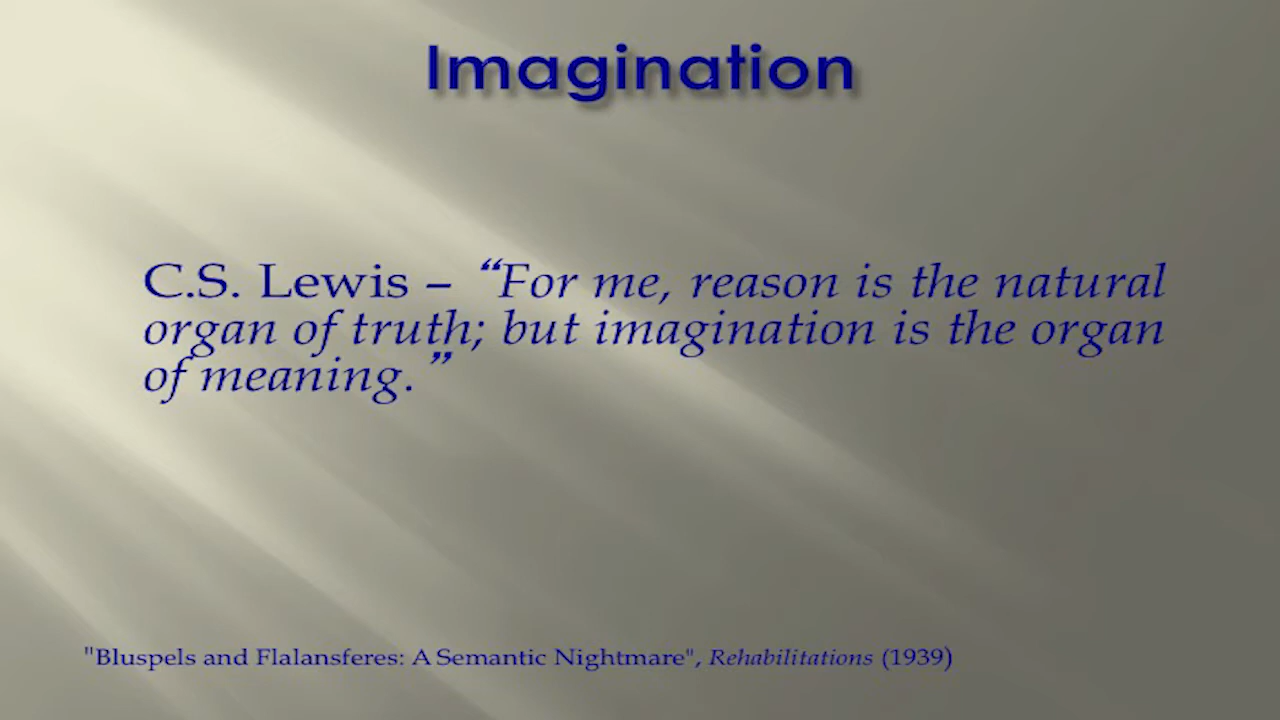 Imagination
C.S. Lewis – “For me, reason is the natural
organ of truth; but imagination is the organ
of meaning.”
"Bluspels and Flalansferes: A Semantic Nightmare", Rehabilitations (1939)